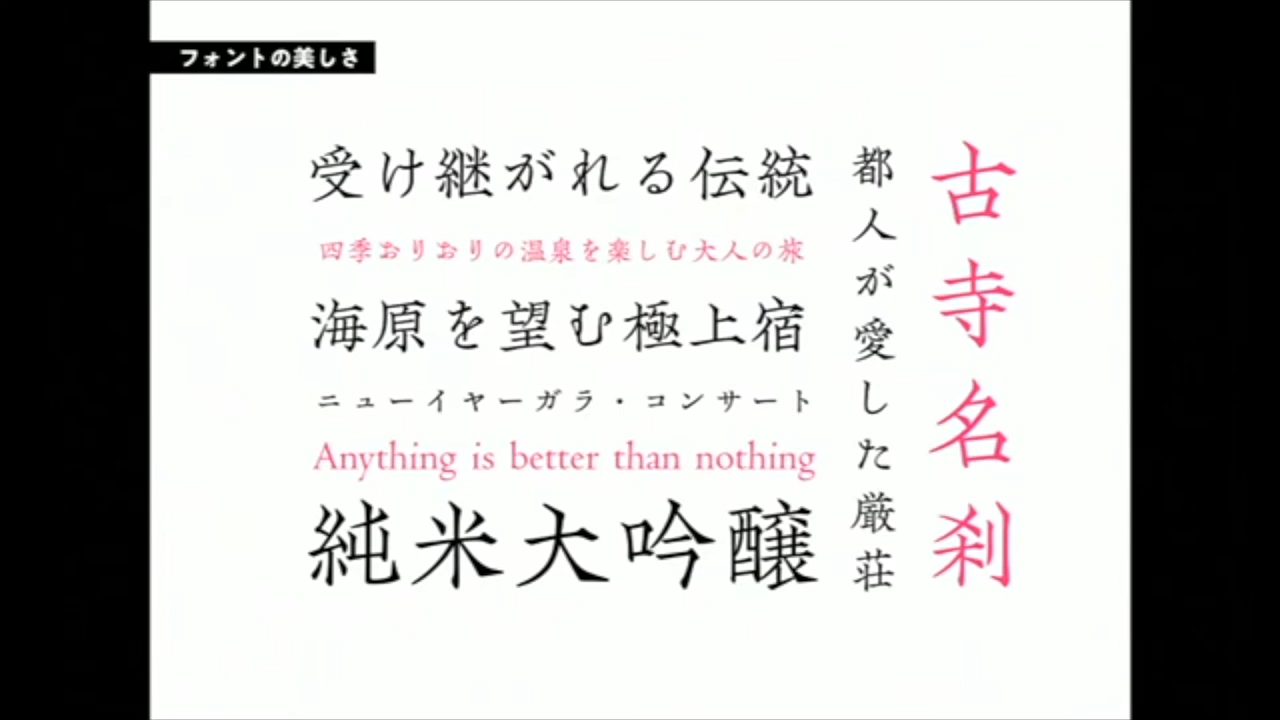 フォントの美しさ
受け継がれる伝統
四季おりおりの温泉を楽しむ大人の旅
海原を望む極上宿
ニューイヤーガラ・コンサート
Anything is better than nothing
純米大吟醸
都人が愛した厳荘
古寺名刹